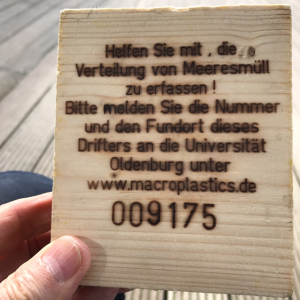 Helfen Sie mit, die
Verteilung von Meeresmüll
zu erfassen!
Bitte melden Sie die Nummer
und den Fundort dieses
Drifters an die Universität
Oldenburg unter
www.macroplastics.de
009175